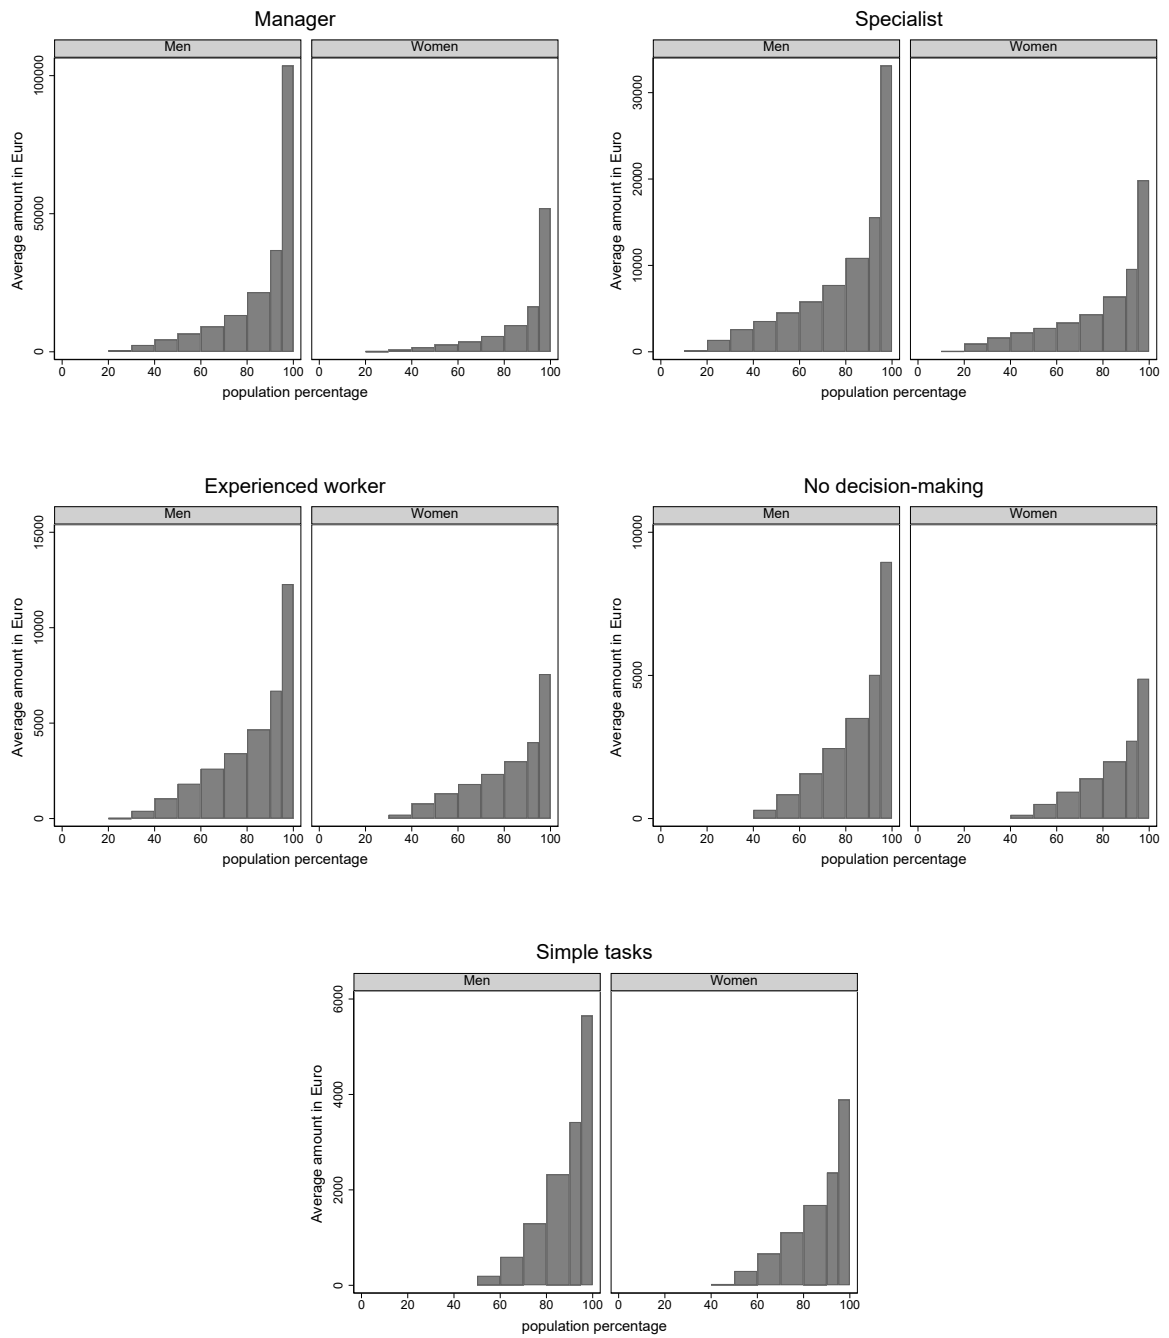 Manager
Men
Women
Average amount in Euro
100000
50000
0
0 20 40 60 80 100
0 20 40 60 80 100
population percentage
Specialist
Men
Women
Average amount in Euro
30000
20000
10000
0
0 20 40 60 80 100
0 20 40 60 80 100
population percentage
Experienced worker
Men
Women
Average amount in Euro
15000
10000
5000
0
0 20 40 60 80 100
0 20 40 60 80 100
population percentage
No decision-making
Men
Women
Average amount in Euro
10000
5000
0
0 20 40 60 80 100
0 20 40 60 80 100
population percentage
Simple tasks
Men
Women
Average amount in Euro
6000
4000
2000
0
0 20 40 60 80 100
0 20 40 60 80 100
population percentage